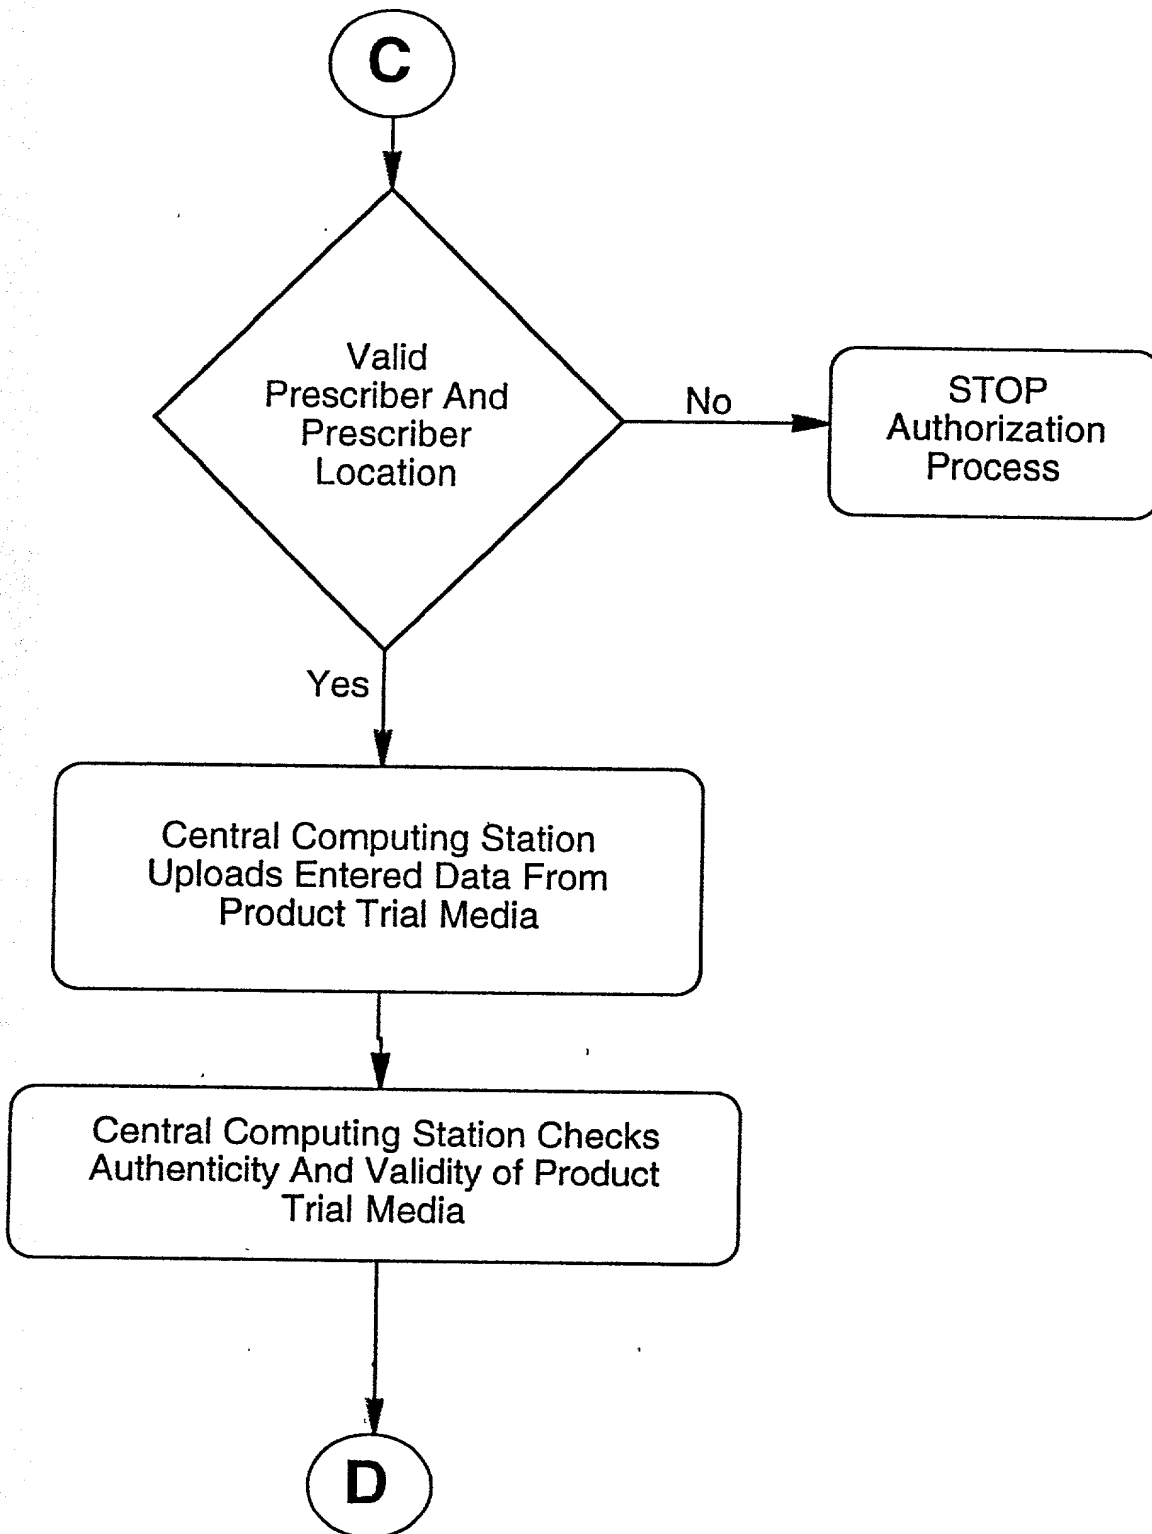 C
Valid
Prescriber And
Prescriber
Location
No
STOP
Authorization
Process
Yes
Central Computing Station
Uploads Entered Data From
Product Trial Media
Central Computing Station Checks
Authenticity And Validity of Product
Trial Media
D